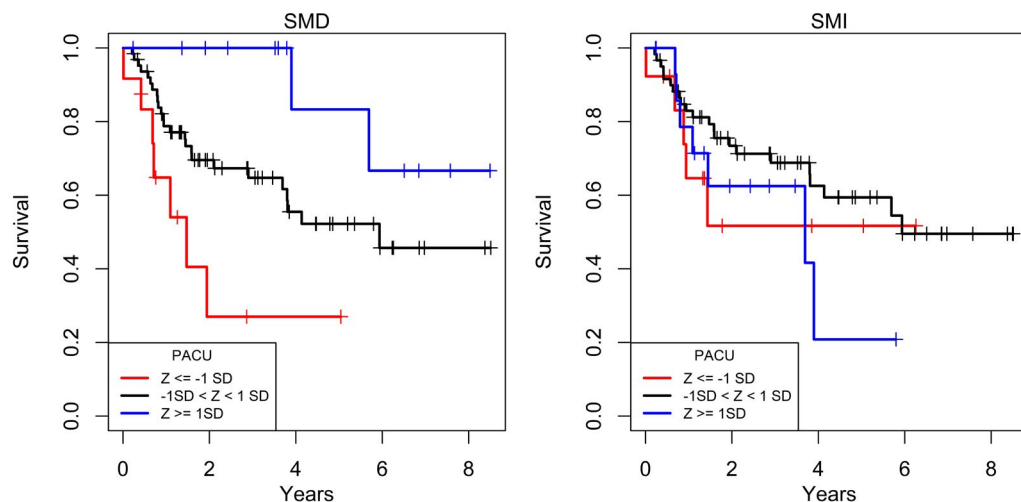 SMD
Survival
1.0
0.8
0.6
0.4
0.2
0.0
PACU
Z <= -1 SD
-1SD < Z < 1 SD
Z >= 1SD
0 2 4 6 8
Years
SMI
Survival
1.0
0.8
0.6
0.4
0.2
0.0
PACU
Z <= -1 SD
-1SD < Z < 1 SD
Z >= 1SD
0 2 4 6 8
Years